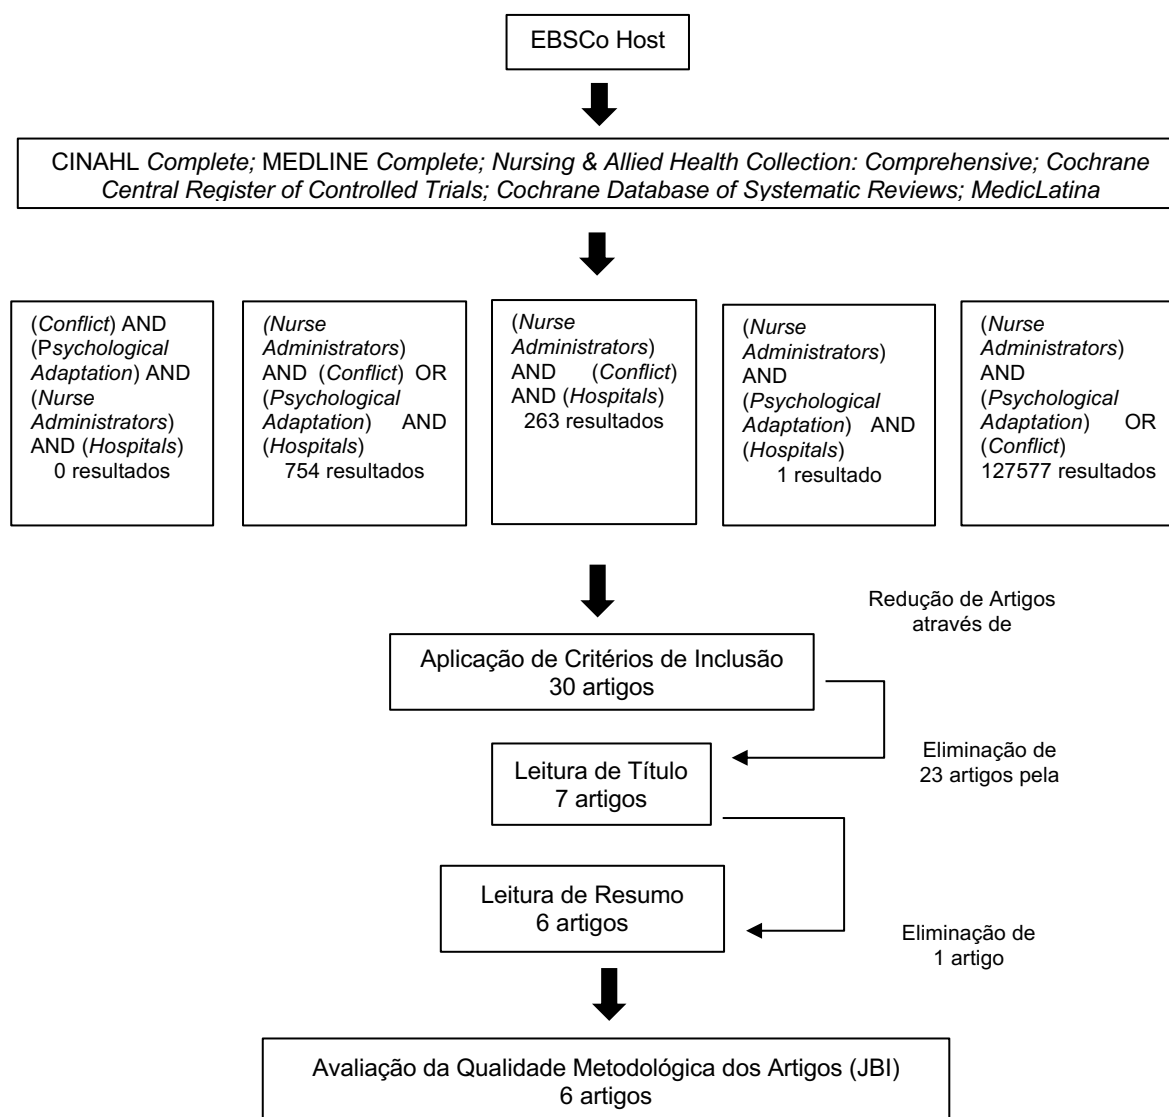 EBSCo Host
CINAHL Complete; MEDLINE Complete; Nursing & Allied Health Collection: Comprehensive; Cochrane
Central Register of Controlled Trials; Cochrane Database of Systematic Reviews; MedicLatina
(Conflict) AND
(Psychological
Adaptation) AND
(Nurse
Administrators)
AND (Hospitals)
0 resultados
(Nurse
Administrators)
AND (Conflict) OR
(Psychological
Adaptation) AND
(Hospitals)
754 resultados
(Nurse
Administrators)
AND (Conflict)
AND (Hospitals)
263 resultados
(Nurse
Administrators)
AND
(Psychological
Adaptation) AND
(Hospitals)
1 resultado
(Nurse
Administrators)
AND
(Psychological
Adaptation) OR
(Conflict)
127577 resultados
Redução de Artigos
através de
Aplicação de Critérios de Inclusão
30 artigos
Eliminação de
23 artigos pela
Leitura de Título
7 artigos
Leitura de Resumo
6 artigos
Eliminação de
1 artigo
Avaliação da Qualidade Metodológica dos Artigos (JBI)
6 artigos